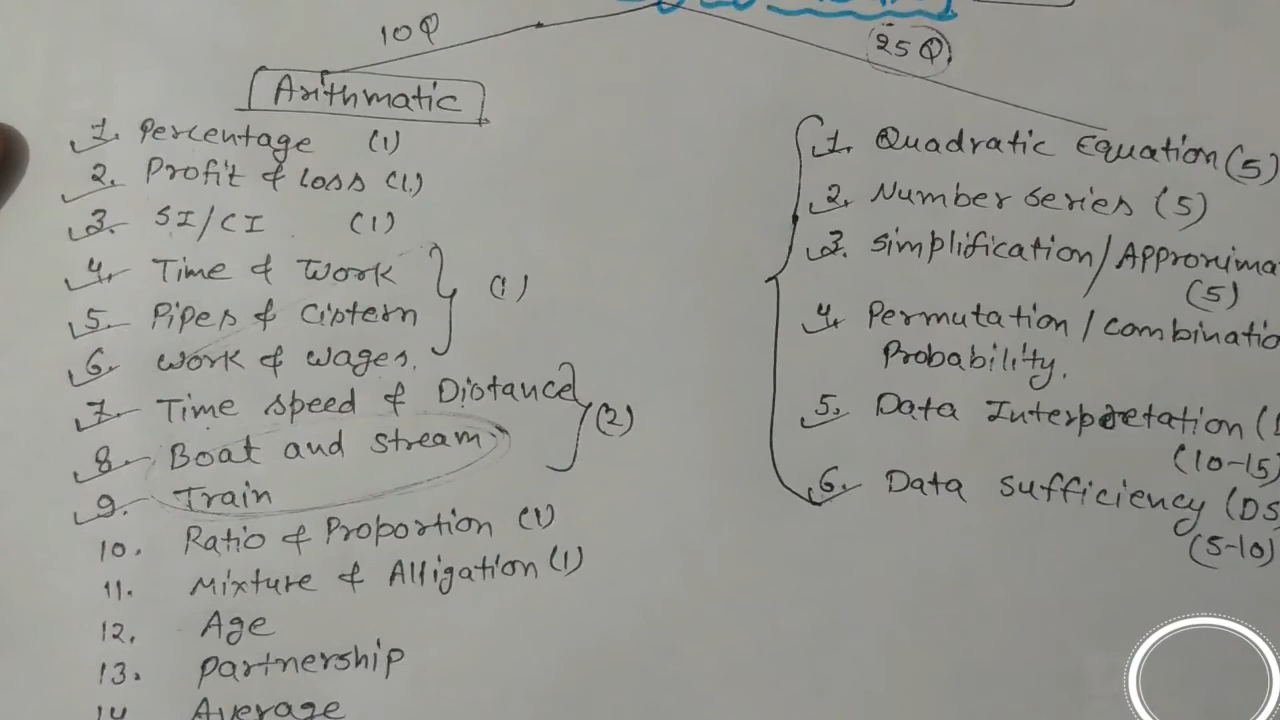 10Q
25Q
Arithmatic
1. Percentage (1)
2. Profit & loss (1)
3. SI/CI (1)
4. Time & Work
5. Pipes & Cistern
(1)
6. Work & wages.
7. Time speed & Distance
8. Boat and stream
(2)
9. Train
10. Ratio & Proportion (1)
11. Mixture & Alligation (1)
12. Age
13. Partnership
14 Average
1. Quadratic Equation (5)
2. Number series (5)
3. Simplification/Approxima
(5)
4. Permutation / combinatio
Probability.
5. Data Interpretation (
(10-15)
6. Data Sufficiency (DS
(5-10)